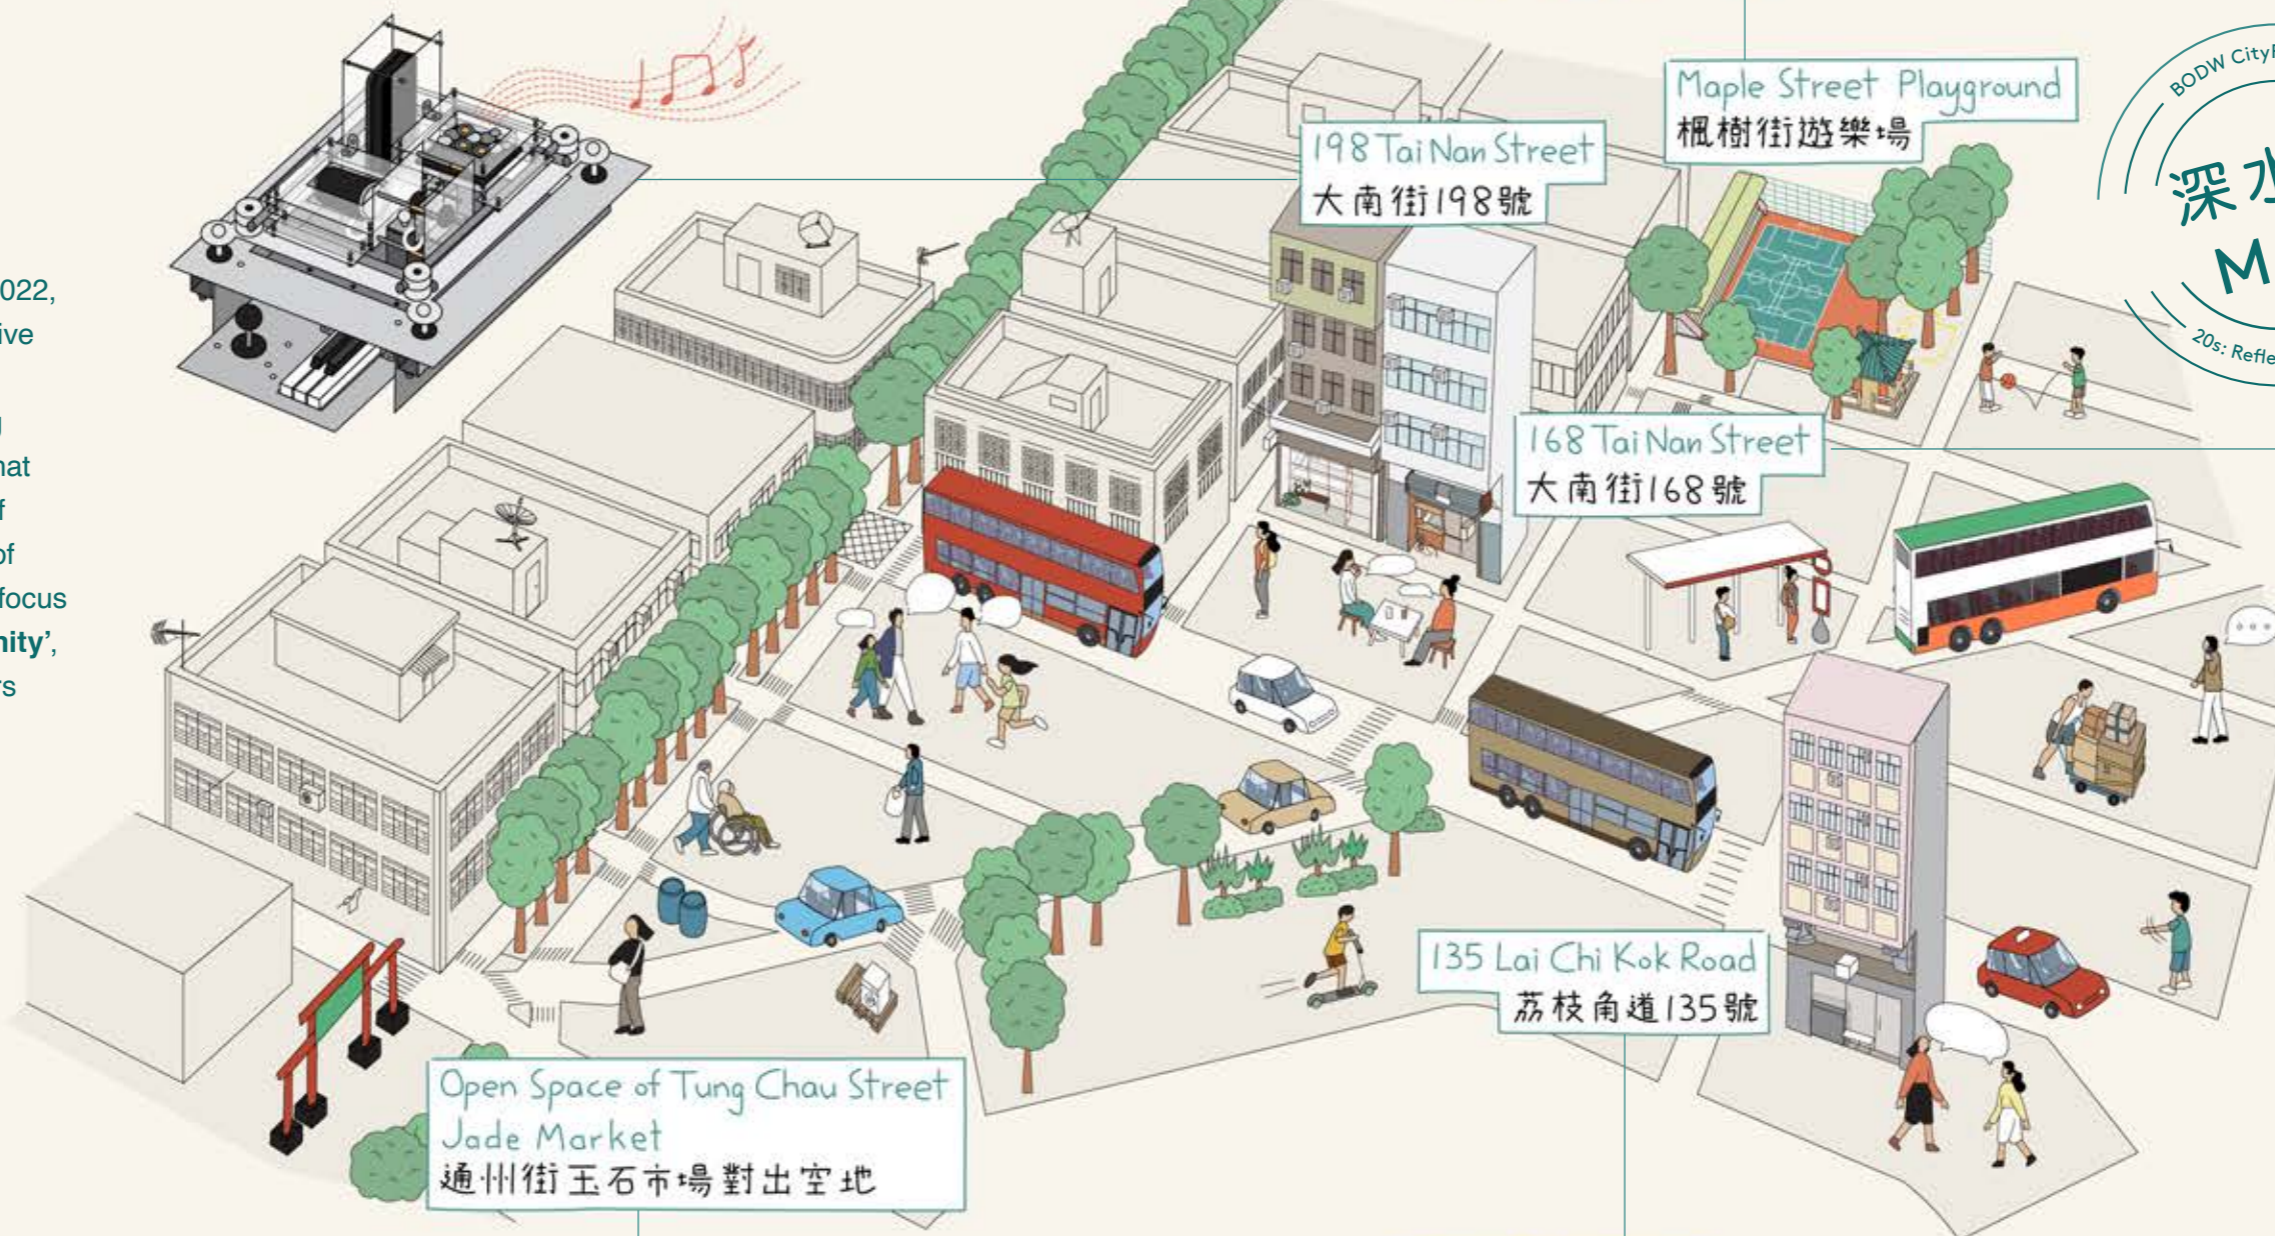 022,
ive
g
hat
f
of
focus
nity’,
rs
198 Tai Nan Street
大南街198號
Maple Street Playground
楓樹街遊樂場
168 Tai Nan Street
大南街168號
135 Lai Chi Kok Road
荔枝角道135號
Open Space of Tung Chau Street
Jade Market
通州街玉石市場對出空地
BODW City
深水
M
20s: Refle